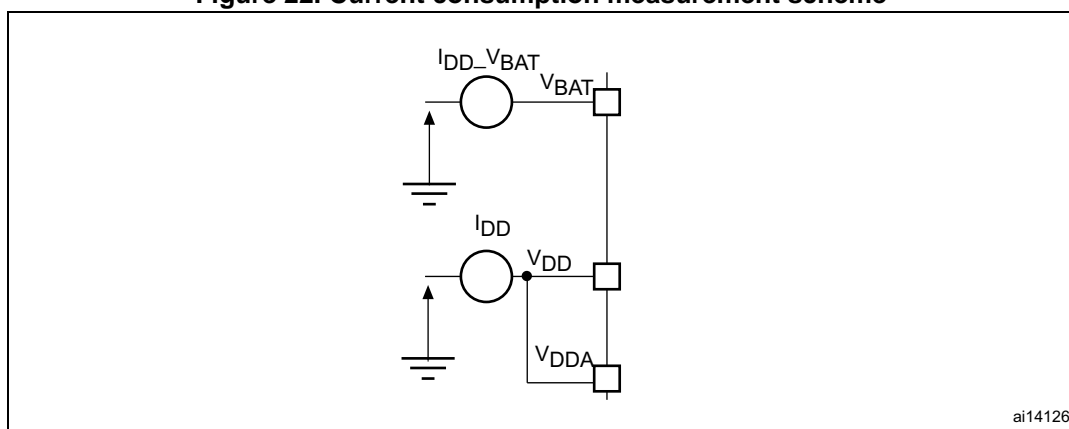 Figure 22. Current consumption measurement scheme
IDD_VBAT
VBAT
IDD
VDD
VDDA
ai14126